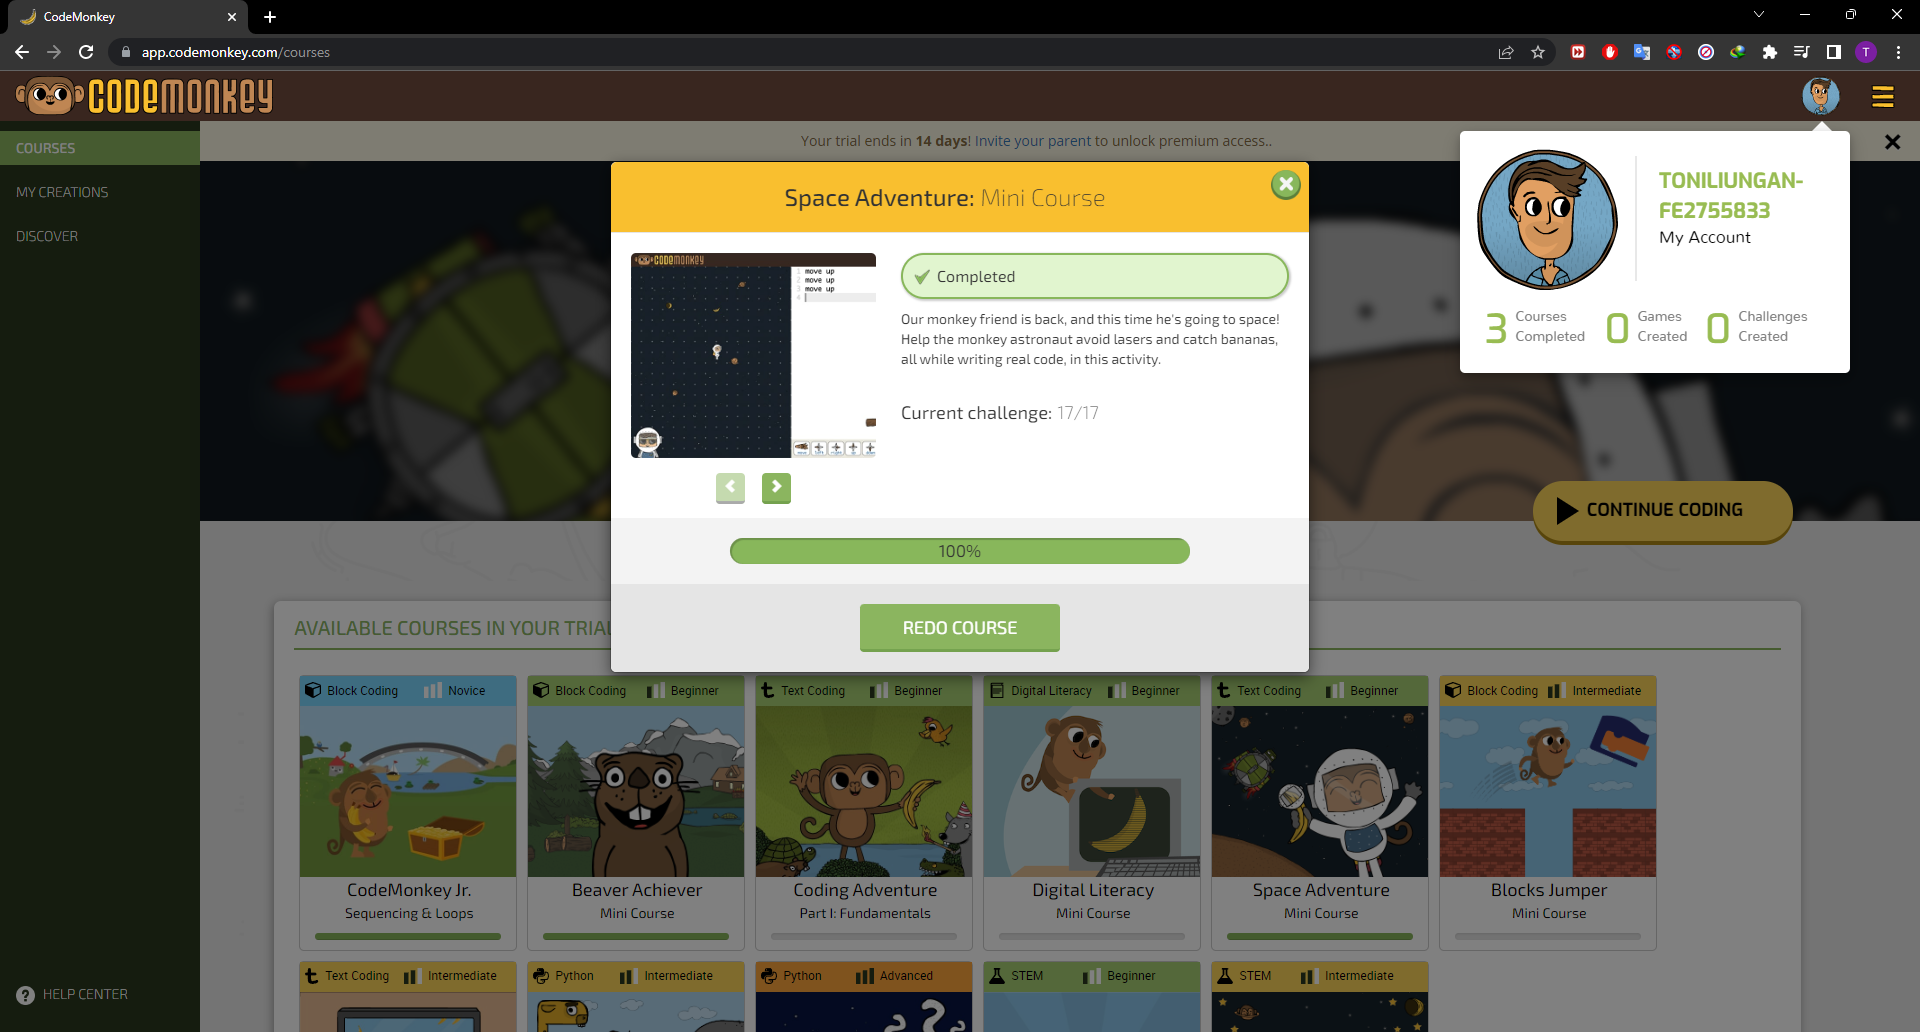 CodeMonkey
app.codemonkey.com/courses
T
CODEMONKEY
COURSES
MY CREATIONS
DISCOVER
HELP CENTER
Your trial ends in 14 days! Invite your parent to unlock premium access..
TONILIUNGAN-
FE2755833
My Account
3 Courses Completed
0 Games Created
0 Challenges Created
Space Adventure: Mini Course
CODEMONKEY
1 move up
2 move up
3 move up
4
Completed
Our monkey friend is back, and this time he's going to space!
Help the monkey astronaut avoid lasers and catch bananas,
all while writing real code, in this activity.
Current challenge: 17/17
100%
REDO COURSE
CONTINUE CODING
AVAILABLE COURSES IN YOUR TRIAL
Block Coding Novice
Block Coding Beginner
Text Coding Beginner
Digital Literacy Beginner
Text Coding Beginner
Block Coding Intermediate
CodeMonkey Jr.
Sequencing & Loops
Beaver Achiever
Mini Course
Coding Adventure
Part I: Fundamentals
Digital Literacy
Mini Course
Space Adventure
Mini Course
Blocks Jumper
Mini Course
Text Coding Intermediate
Python Intermediate
Python Advanced
STEM Beginner
STEM Intermediate